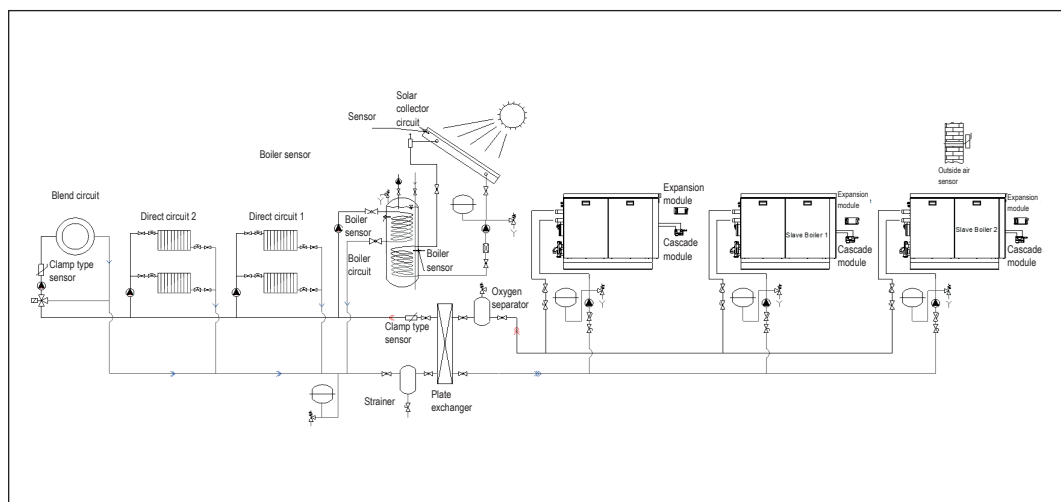 Solar
collector
circuit
Sensor
Boiler sensor
Outside air
sensor
Blend circuit
Direct circuit 2
Direct circuit 1
Boiler
sensor
Boiler
circuit
Boiler
sensor
Clamp type
sensor
Expansion
module
Cascade
module
Slave Boiler 1
Expansion
module
Cascade
module
Slave Boiler 2
Expansion
module
Cascade
module
Oxygen
separator
Clamp type
sensor
Strainer
Plate
exchanger